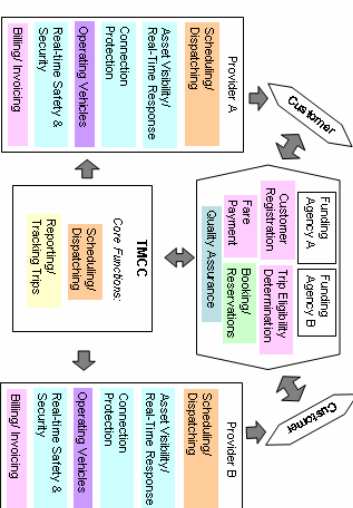 Customer
Customer
Funding
Agency A
Funding
Agency B
Customer
Registration
Trip Eligibility
Determination
Fare
Payment
Booking/
Reservations
Quality Assurance
Provider A
Scheduling/
Dispatching
Asset Visibility/
Real-Time Response
Connection
Protection
Operating Vehicles
Real-time Safety &
Security
Billing/ Invoicing
TMCC
Core Functions:
Scheduling/
Dispatching
Reporting/
Tracking Trips
Provider B
Scheduling/
Dispatching
Asset Visibility/
Real-Time Response
Connection
Protection
Operating Vehicles
Real-time Safety &
Security
Billing/ Invoicing